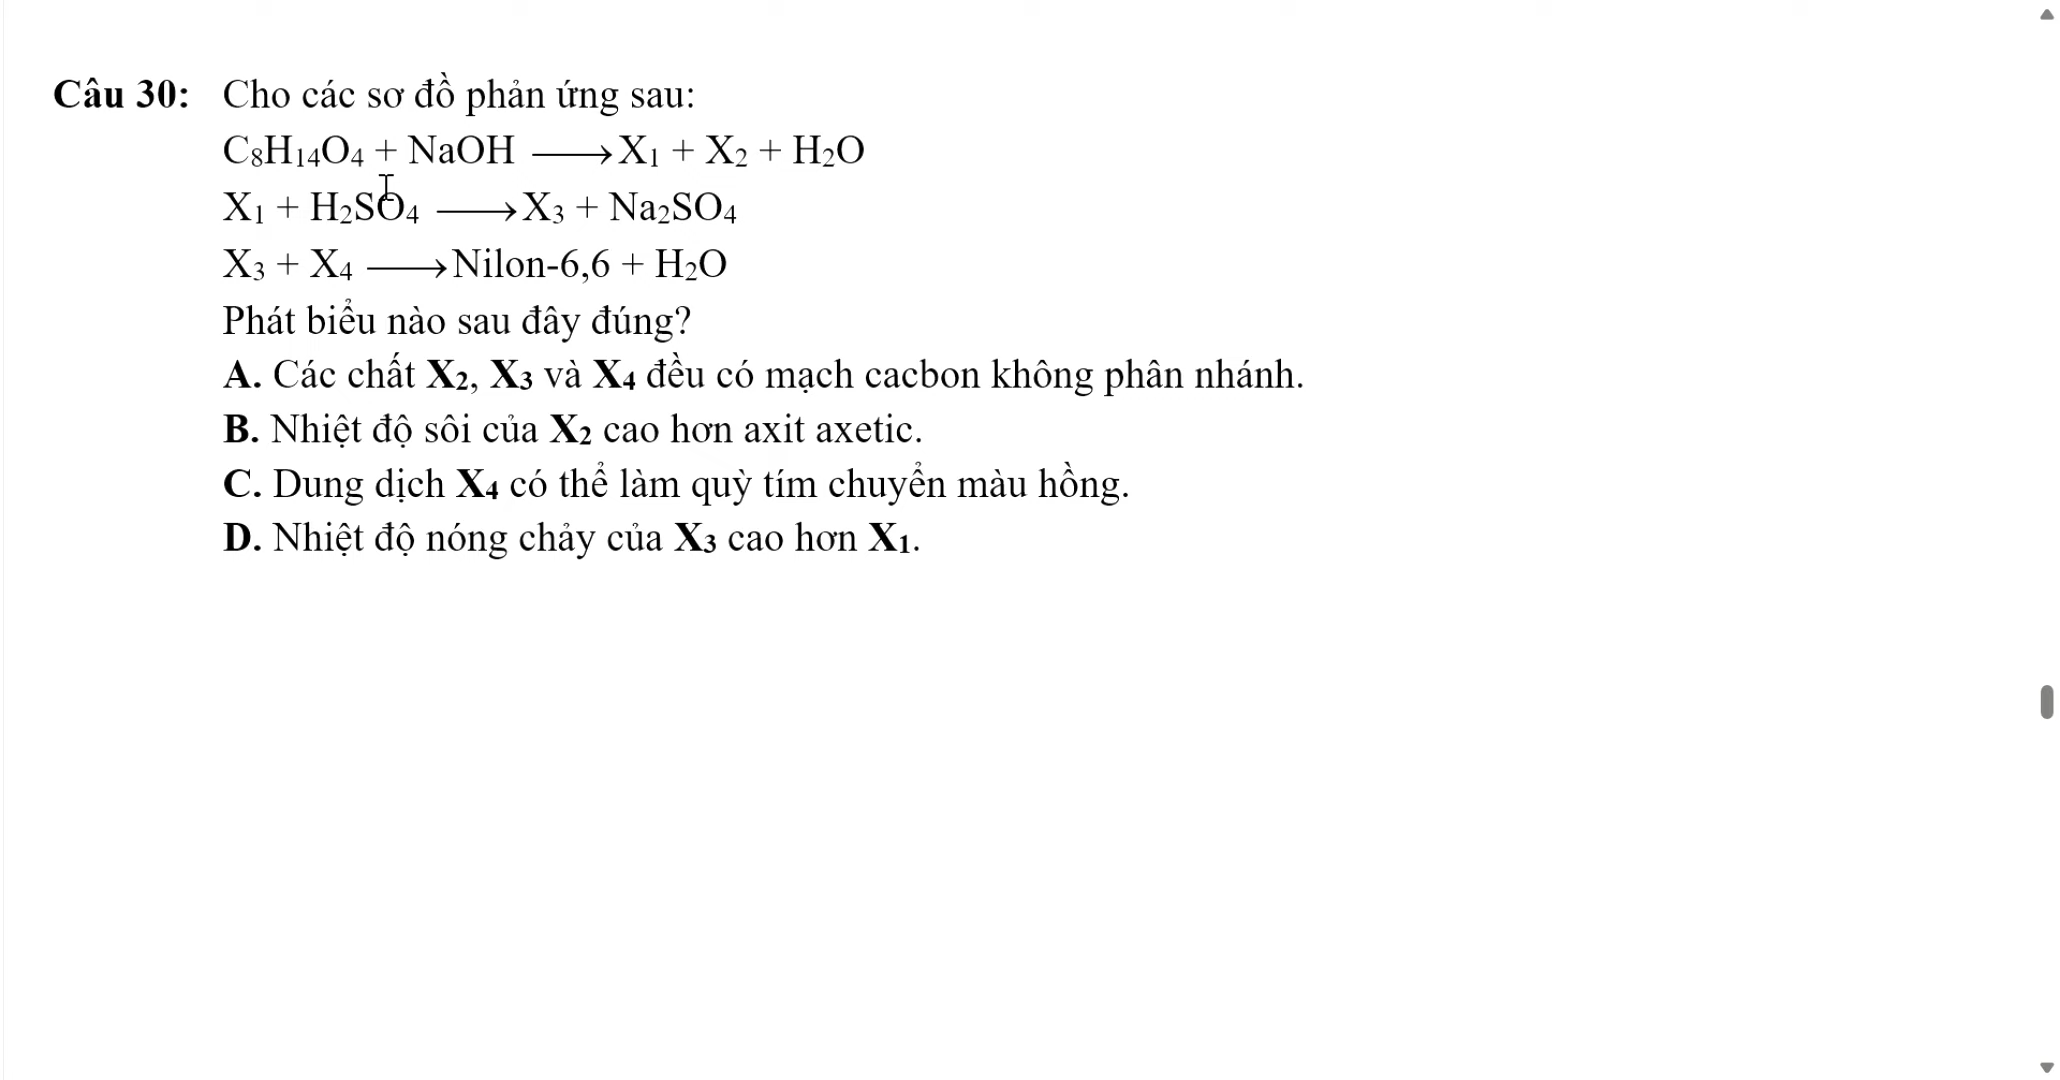 Câu 30: Cho các sơ đồ phản ứng sau:
C₈H₁₄O₄ + NaOH ⟶ X₁ + X₂ + H₂O
X₁ + H₂SO₄ ⟶ X₃ + Na₂SO₄
X₃ + X₄ ⟶ Nilon-6,6 + H₂O
Phát biểu nào sau đây đúng?
A. Các chất X₂, X₃ và X₄ đều có mạch cacbon không phân nhánh.
B. Nhiệt độ sôi của X₂ cao hơn axit axetic.
C. Dung dịch X₄ có thể làm quỳ tím chuyển màu hồng.
D. Nhiệt độ nóng chảy của X₃ cao hơn X₁.